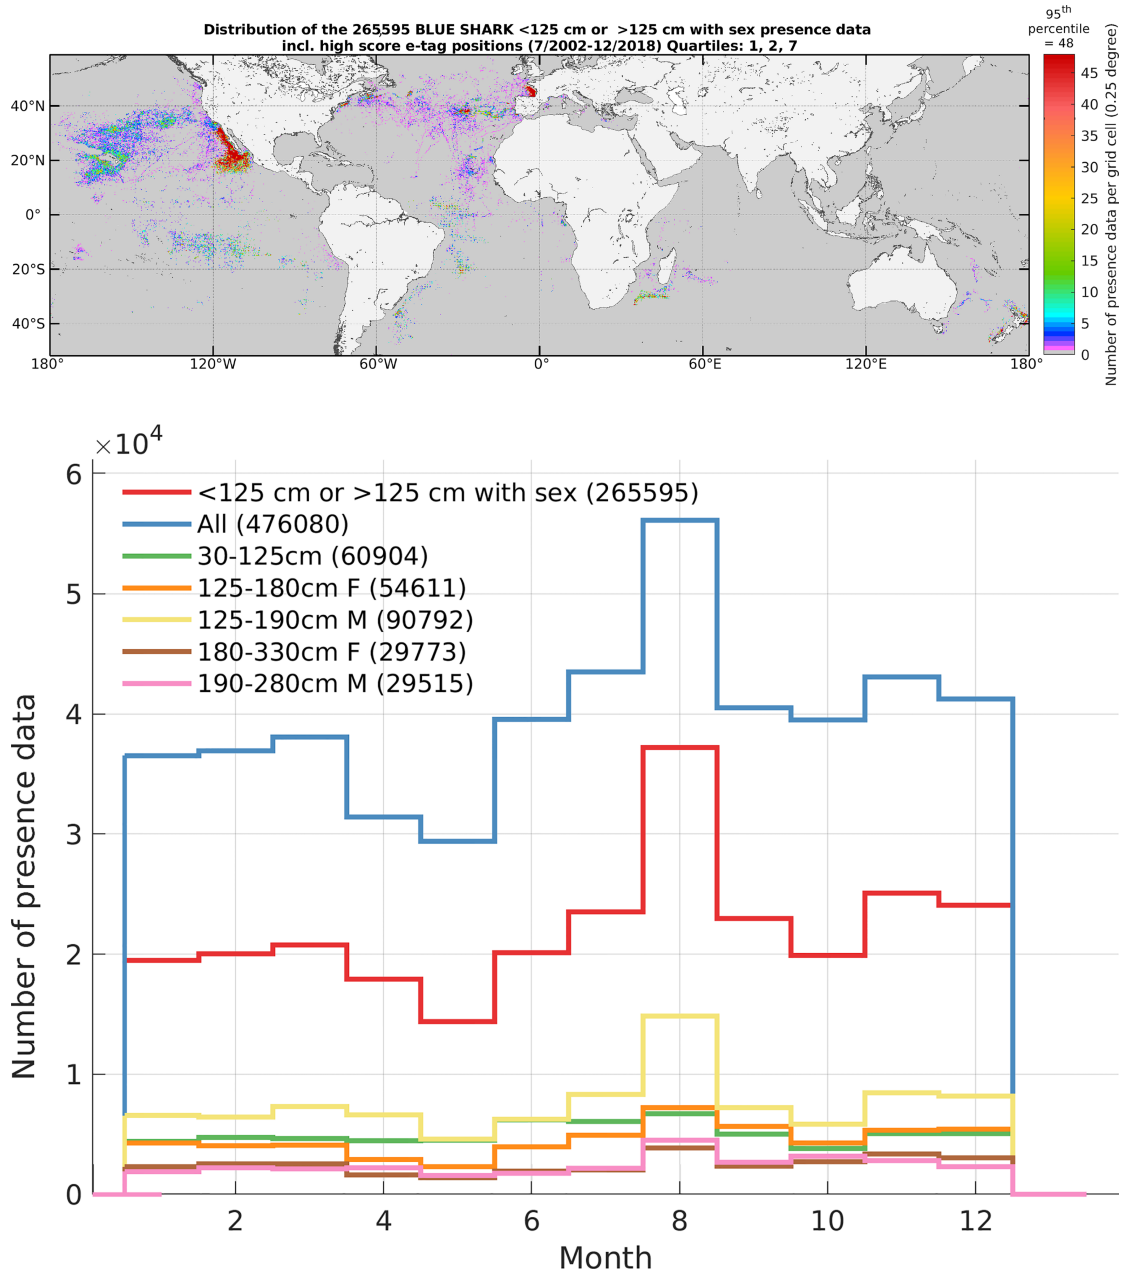 Distribution of the 265595 BLUE SHARK <125 cm or >125 cm with sex presence data
incl. high score e-tag positions (7/2002-12/2018) Quartiles: 1, 2, 7
95th
percentile
= 48
40°N
20°N
0°
20°S
40°S
180°
120°W
60°W
0°
60°E
120°E
180°
45
40
35
30
25
20
15
10
5
0
Number of presence data per grid cell (0.25 degree)
×10^4
6
5
4
3
2
1
0
Number of presence data
<125 cm or >125 cm with sex (265595)
All (476080)
30-125cm (60904)
125-180cm F (54611)
125-190cm M (90792)
180-330cm F (29773)
190-280cm M (29515)
2
4
6
8
10
12
Month